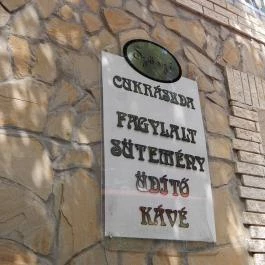 CUKRÁSZDA
FAGYLALT
SÜTEMÉNY
ÜDÍTŐ
KÁVÉ